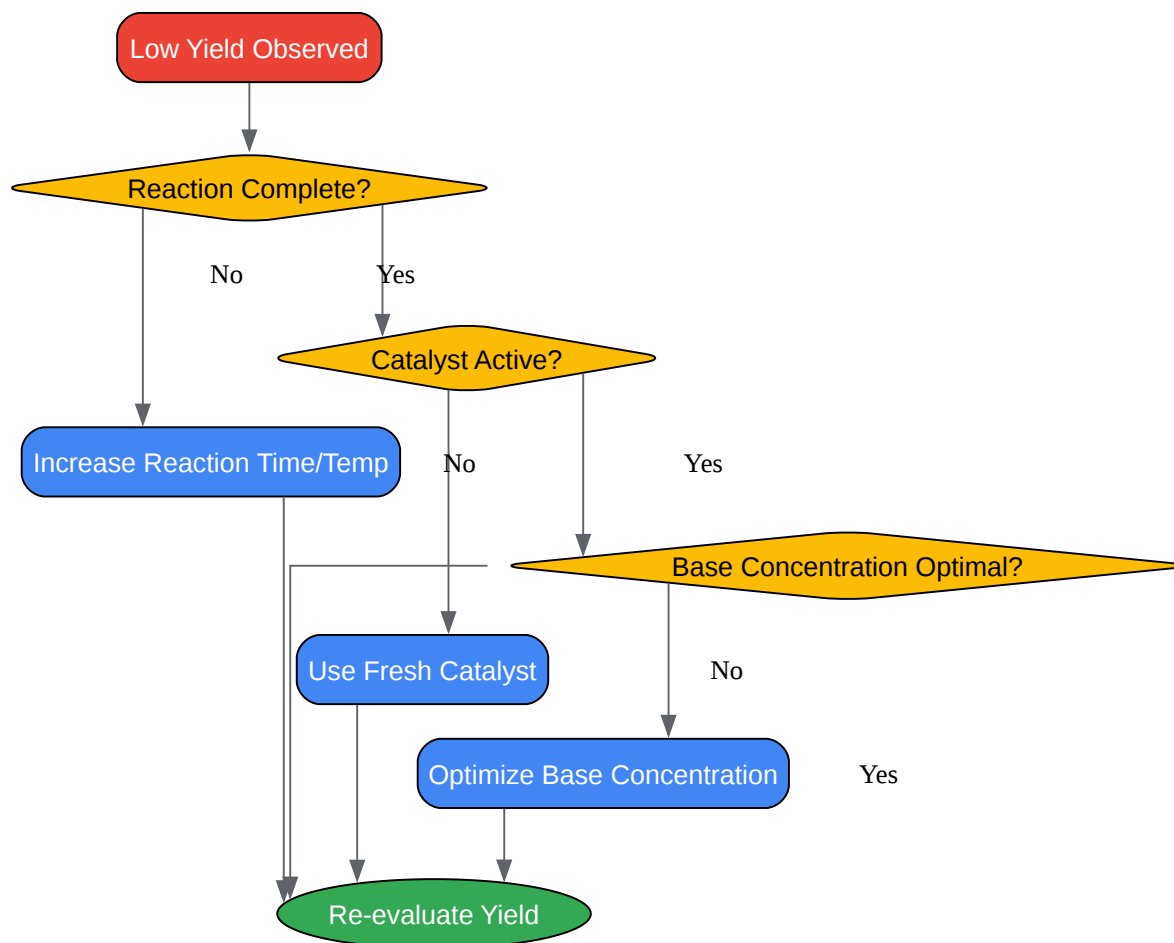 Low Yield Observed
Reaction Complete?
No
Yes
Catalyst Active?
Increase Reaction Time/Temp
No
Yes
Base Concentration Optimal?
Use Fresh Catalyst
No
Optimize Base Concentration
Yes
Re-evaluate Yield